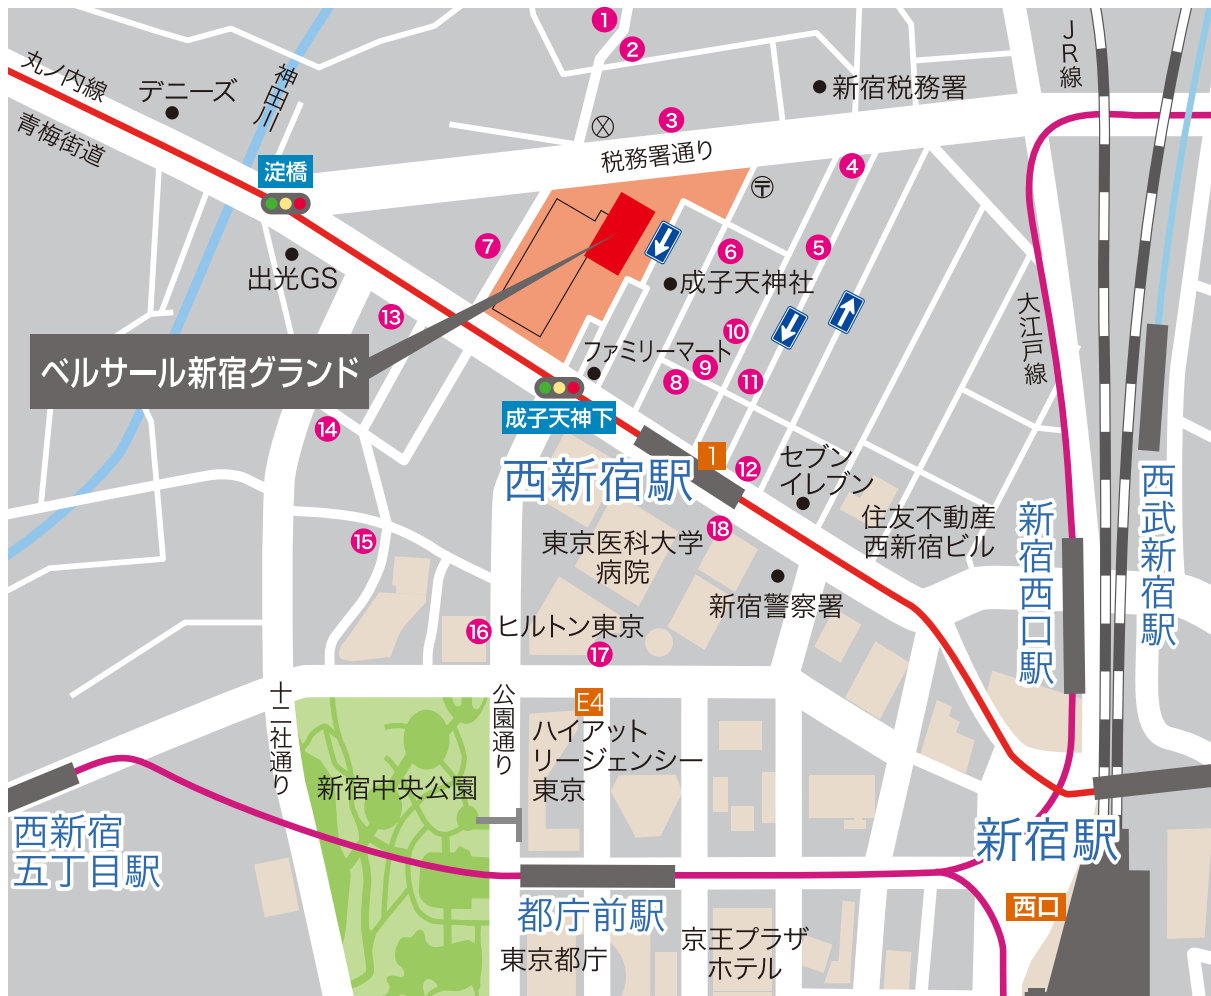 1
2
JR線
丸ノ内線
デニーズ
神田川
新宿税務署
青梅街道
3
税務署通り
淀橋
4
〒
7
6
5
出光GS
成子天神社
13
10
大江戸線
ベルサール新宿グランド
ファミリーマート
9
8
11
成子天神下
14
西新宿駅
1
12
セブン
イレブン
西武新宿駅
新宿西口駅
住友不動産
西新宿ビル
18
15
東京医科大学
病院
新宿警察署
16
ヒルトン東京
17
十二社通り
公園通り
E4
ハイアット
リージェンシー
東京
新宿中央公園
西新宿
五丁目駅
新宿駅
西口
都庁前駅
東京都庁
京王プラザ
ホテル